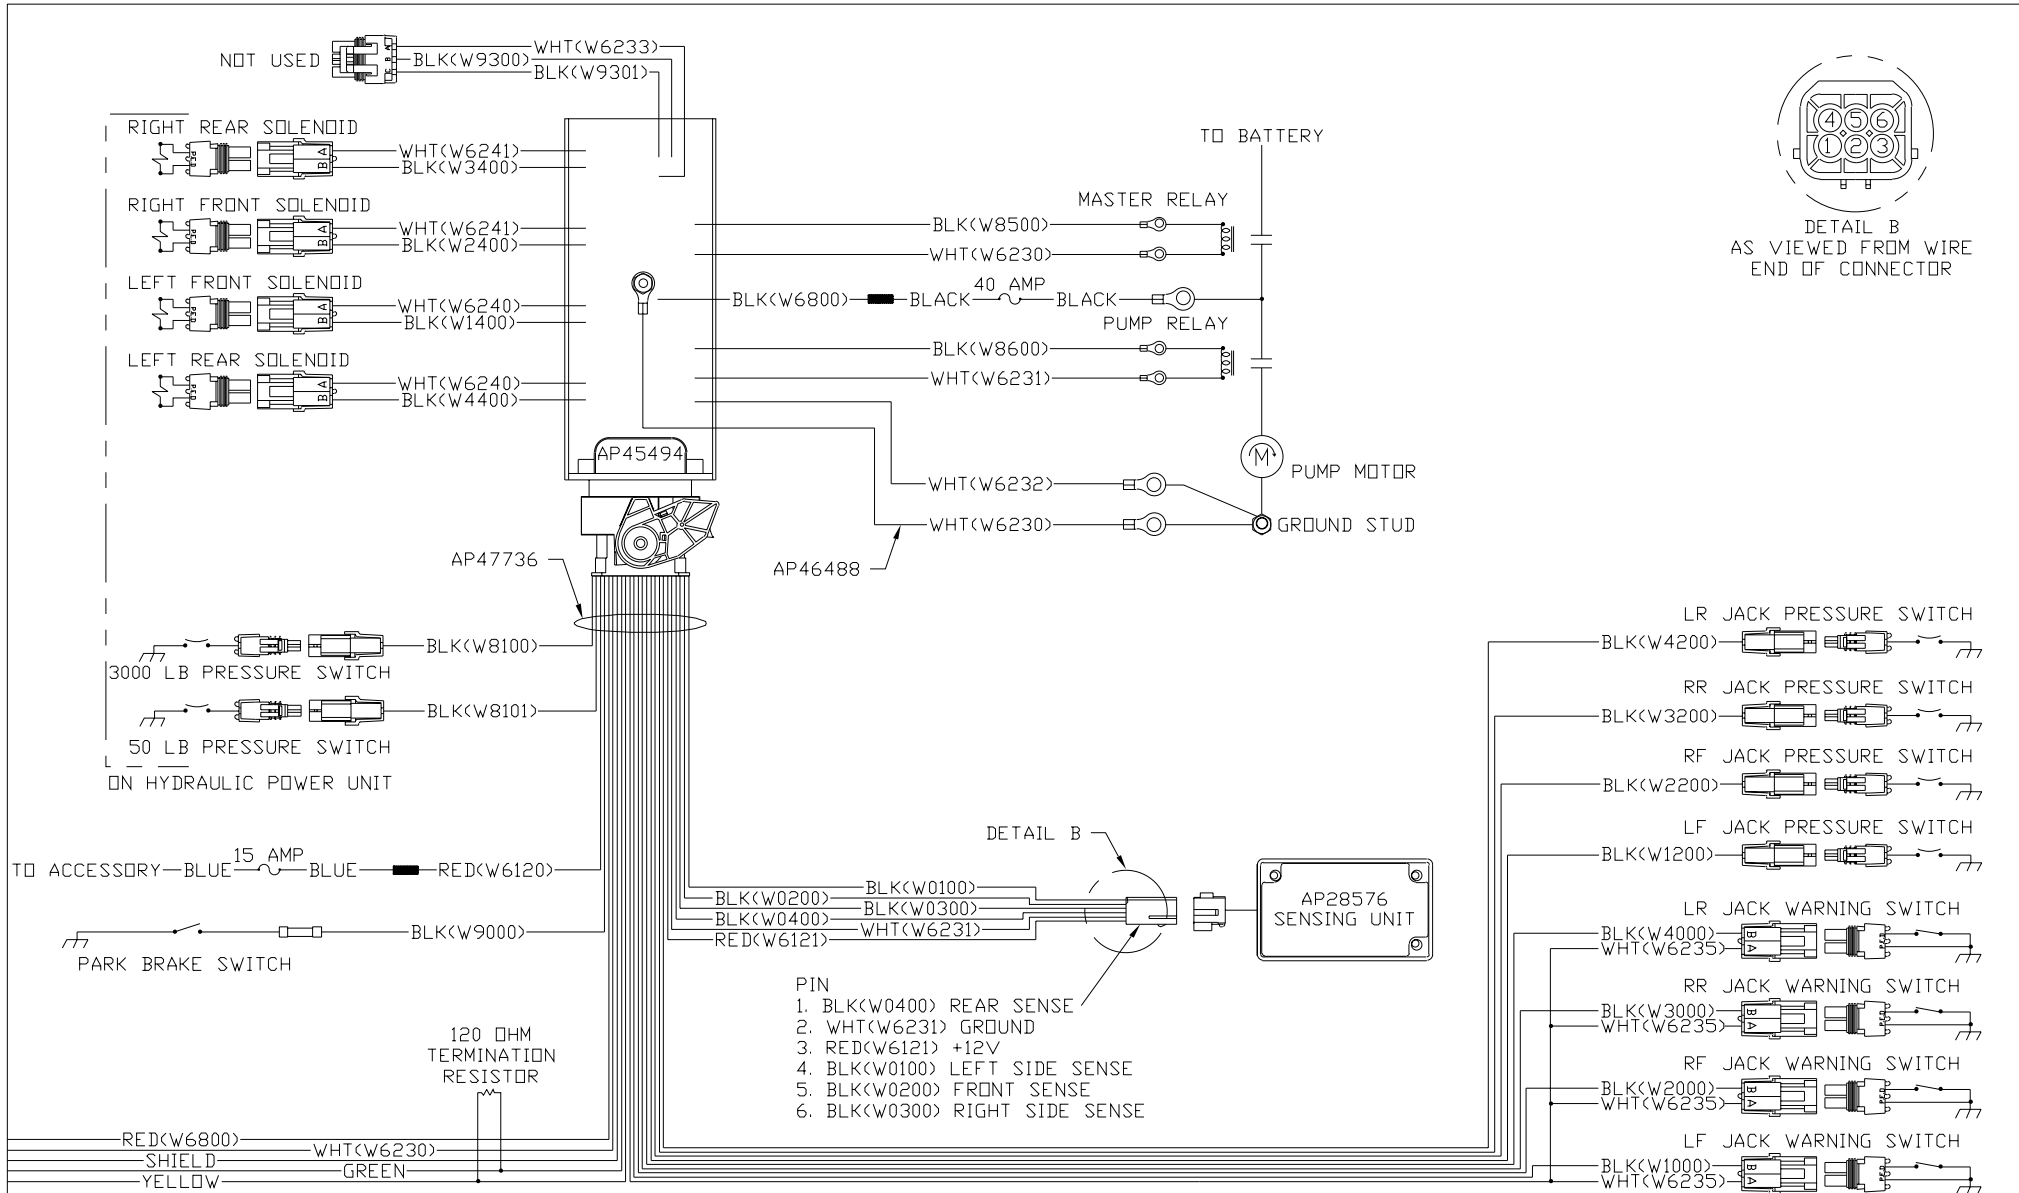 NOT USED
WHT(W6233)
BLK(W9300)
BLK(W9301)
A
B
C
RIGHT REAR SOLENOID
WHT(W6241)
BLK(W3400)
A
B
RIGHT FRONT SOLENOID
WHT(W6241)
BLK(W2400)
A
B
LEFT FRONT SOLENOID
WHT(W6240)
BLK(W1400)
A
B
LEFT REAR SOLENOID
WHT(W6240)
BLK(W4400)
A
B
AP45494
TO BATTERY
MASTER RELAY
BLK(W8500)
WHT(W6230)
40 AMP
BLK(W6800)
BLACK
BLACK
PUMP RELAY
BLK(W8600)
WHT(W6231)
M
PUMP MOTOR
WHT(W6232)
WHT(W6230)
GROUND STUD
AP46488
AP47736
4 5 6
1 2 3
DETAIL B
AS VIEWED FROM WIRE
END OF CONNECTOR
BLK(W8100)
3000 LB PRESSURE SWITCH
BLK(W8101)
50 LB PRESSURE SWITCH
ON HYDRAULIC POWER UNIT
15 AMP
TO ACCESSORY
BLUE
BLUE
RED(W6120)
BLK(W9000)
PARK BRAKE SWITCH
DETAIL B
BLK(W0100)
BLK(W0200)
BLK(W0300)
BLK(W0400)
WHT(W6231)
RED(W6121)
AP28576
SENSING UNIT
PIN
1. BLK(W0400) REAR SENSE
2. WHT(W6231) GROUND
3. RED(W6121) +12V
4. BLK(W0100) LEFT SIDE SENSE
5. BLK(W0200) FRONT SENSE
6. BLK(W0300) RIGHT SIDE SENSE
120 OHM
TERMINATION
RESISTOR
RED(W6800)
WHT(W6230)
SHIELD
GREEN
YELLOW
LR JACK PRESSURE SWITCH
BLK(W4200)
RR JACK PRESSURE SWITCH
BLK(W3200)
RF JACK PRESSURE SWITCH
BLK(W2200)
LF JACK PRESSURE SWITCH
BLK(W1200)
LR JACK WARNING SWITCH
BLK(W4000)
WHT(W6235)
B
A
RR JACK WARNING SWITCH
BLK(W3000)
WHT(W6235)
B
A
RF JACK WARNING SWITCH
BLK(W2000)
WHT(W6235)
B
A
LF JACK WARNING SWITCH
BLK(W1000)
WHT(W6235)
B
A